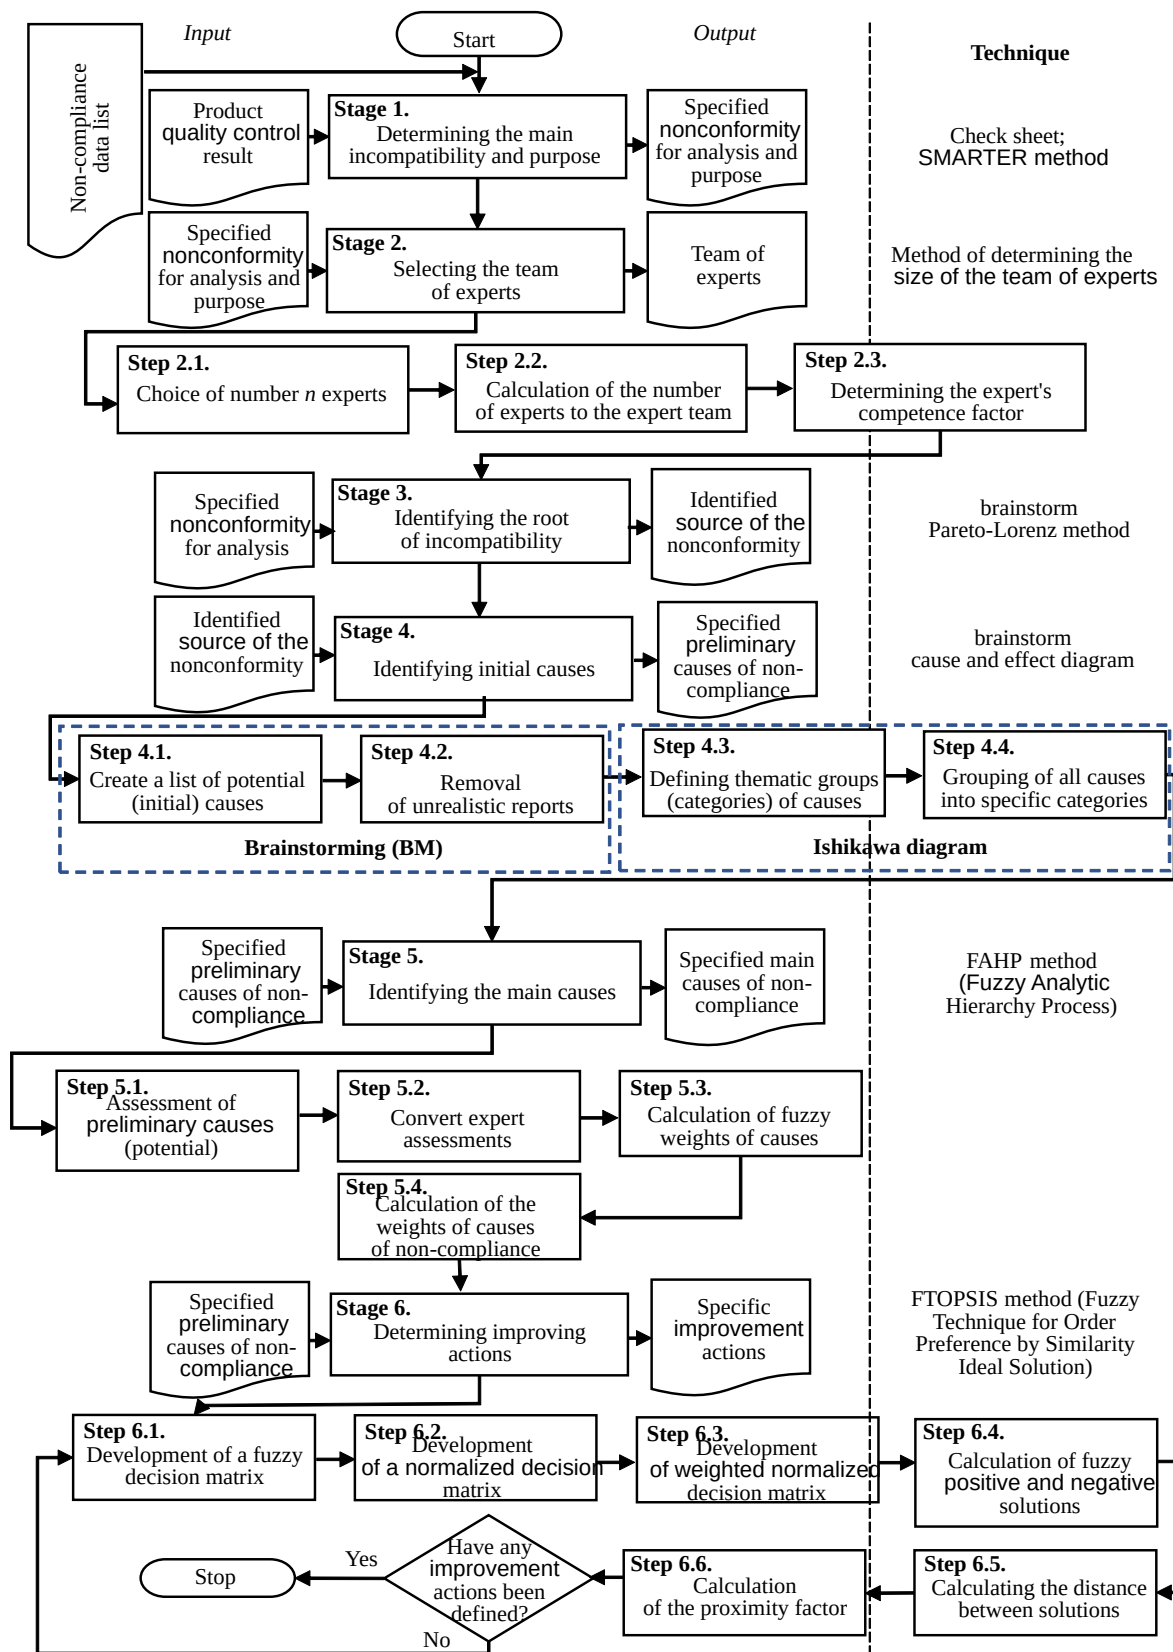 Input
Start
Output
Technique
Non-compliance
data list
Product
quality control
result
Stage 1.
Determining the main
incompatibility and purpose
Specified
nonconformity
for analysis and
purpose
Check sheet;
SMARTER method
Specified
nonconformity
for analysis and
purpose
Stage 2.
Selecting the team
of experts
Team of
experts
Method of determining the
size of the team of experts
Step 2.1.
Choice of number n experts
Step 2.2.
Calculation of the number
of experts to the expert team
Step 2.3.
Determining the expert's
competence factor
Specified
nonconformity
for analysis
Stage 3.
Identifying the root
of incompatibility
Identified
source of the
nonconformity
brainstorm
Pareto-Lorenz method
Identified
source of the
nonconformity
Stage 4.
Identifying initial causes
Specified
preliminary
causes of non-
compliance
brainstorm
cause and effect diagram
Step 4.1.
Create a list of potential
(initial) causes
Step 4.2.
Removal
of unrealistic reports
Step 4.3.
Defining thematic groups
(categories) of causes
Step 4.4.
Grouping of all causes
into specific categories
Brainstorming (BM)
Ishikawa diagram
Specified
preliminary
causes of non-
compliance
Stage 5.
Identifying the main causes
Specified main
causes of non-
compliance
FAHP method
(Fuzzy Analytic
Hierarchy Process)
Step 5.1.
Assessment of
preliminary causes
(potential)
Step 5.2.
Convert expert
assessments
Step 5.3.
Calculation of fuzzy
weights of causes
Step 5.4.
Calculation of the
weights of causes
of non-compliance
Specified
preliminary
causes of non-
compliance
Stage 6.
Determining improving
actions
Specific
improvement
actions
FTOPSIS method (Fuzzy
Technique for Order
Preference by Similarity
Ideal Solution)
Step 6.1.
Development of a fuzzy
decision matrix
Step 6.2.
Development
of a normalized decision
matrix
Step 6.3.
Development
of weighted normalized
decision matrix
Step 6.4.
Calculation of fuzzy
positive and negative
solutions
Stop
Yes
Have any
improvement
actions been
defined?
No
Step 6.6.
Calculation
of the proximity factor
Step 6.5.
Calculating the distance
between solutions